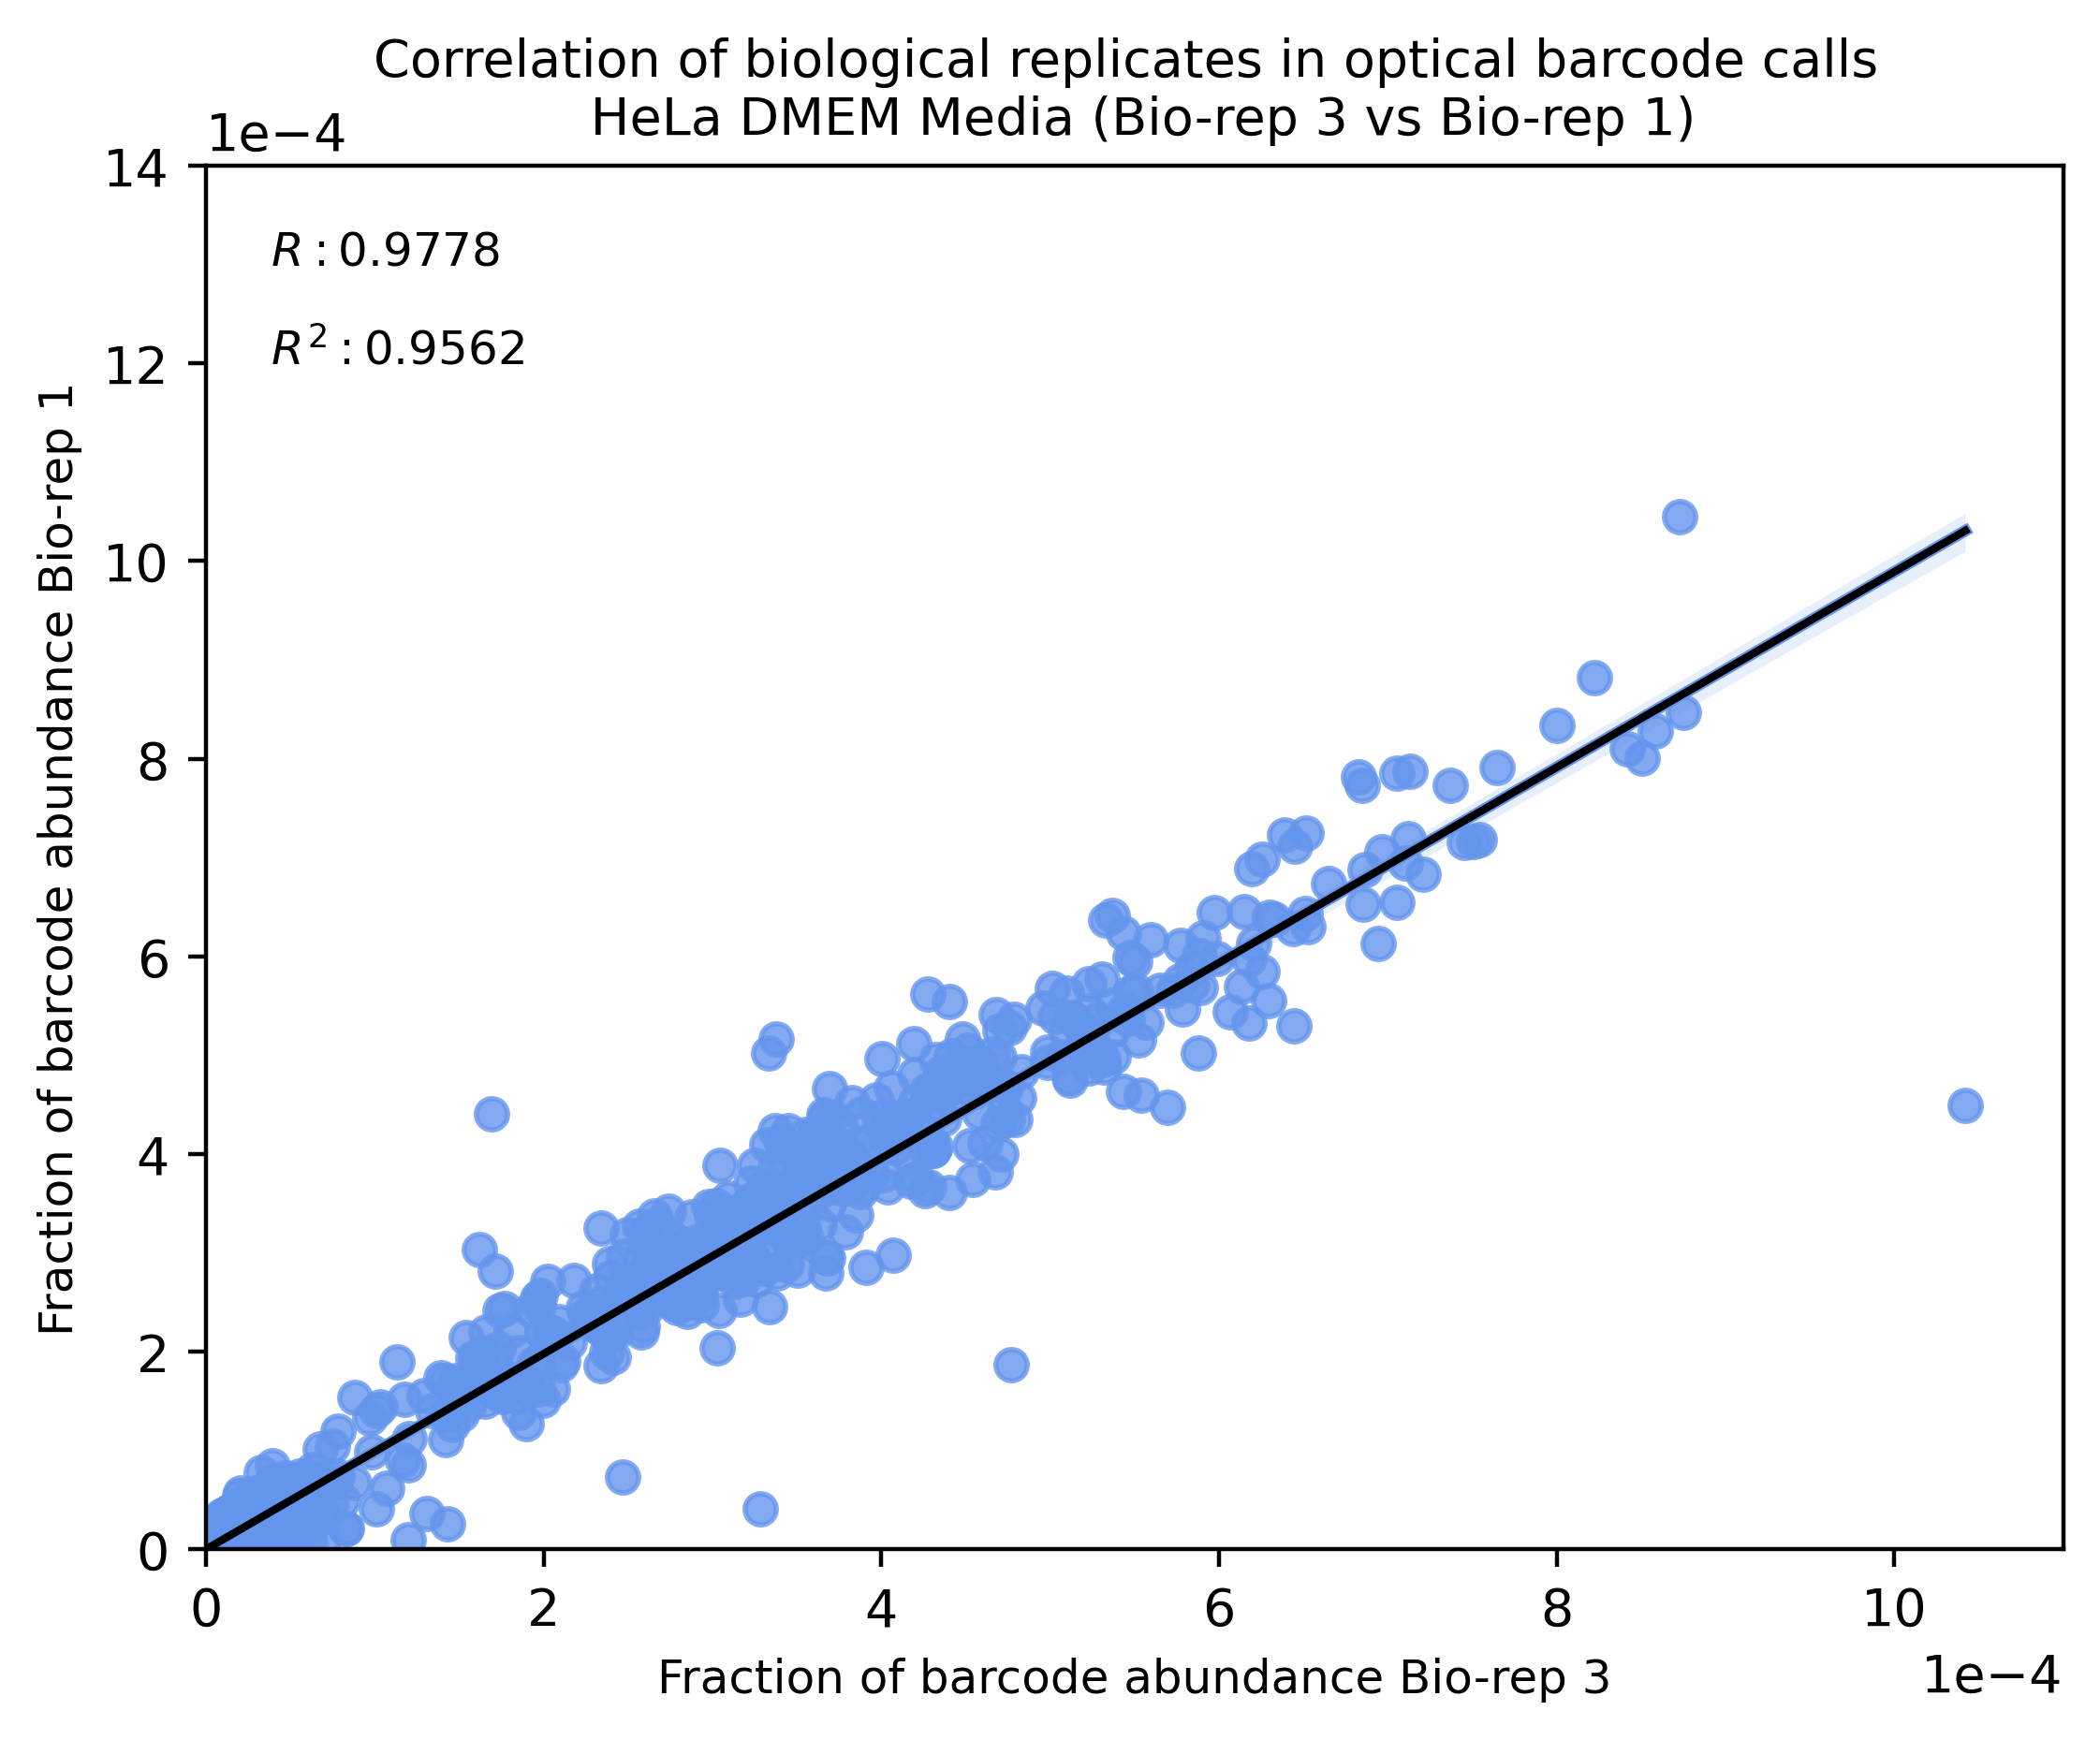 Correlation of biological replicates in optical barcode calls
HeLa DMEM Media (Bio-rep 3 vs Bio-rep 1)
1e−4
14
R : 0.9778
R² : 0.9562
12
10
8
6
4
2
0
Fraction of barcode abundance Bio-rep 1
0 2 4 6 8 10
Fraction of barcode abundance Bio-rep 3
1e−4